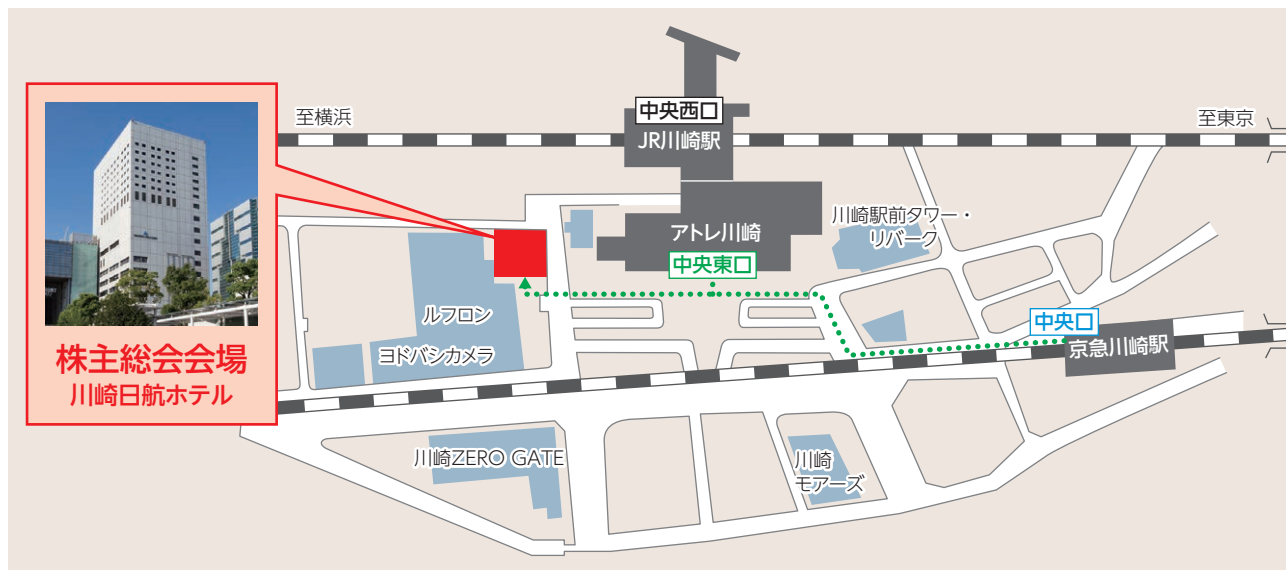 至横浜
中央西口
JR川崎駅
至東京
アトレ川崎
中央東口
川崎駅前タワー・
リバーク
ルフロン
ヨドバシカメラ
中央口
京急川崎駅
株主総会会場
川崎日航ホテル
川崎ZERO GATE
川崎
モアーズ